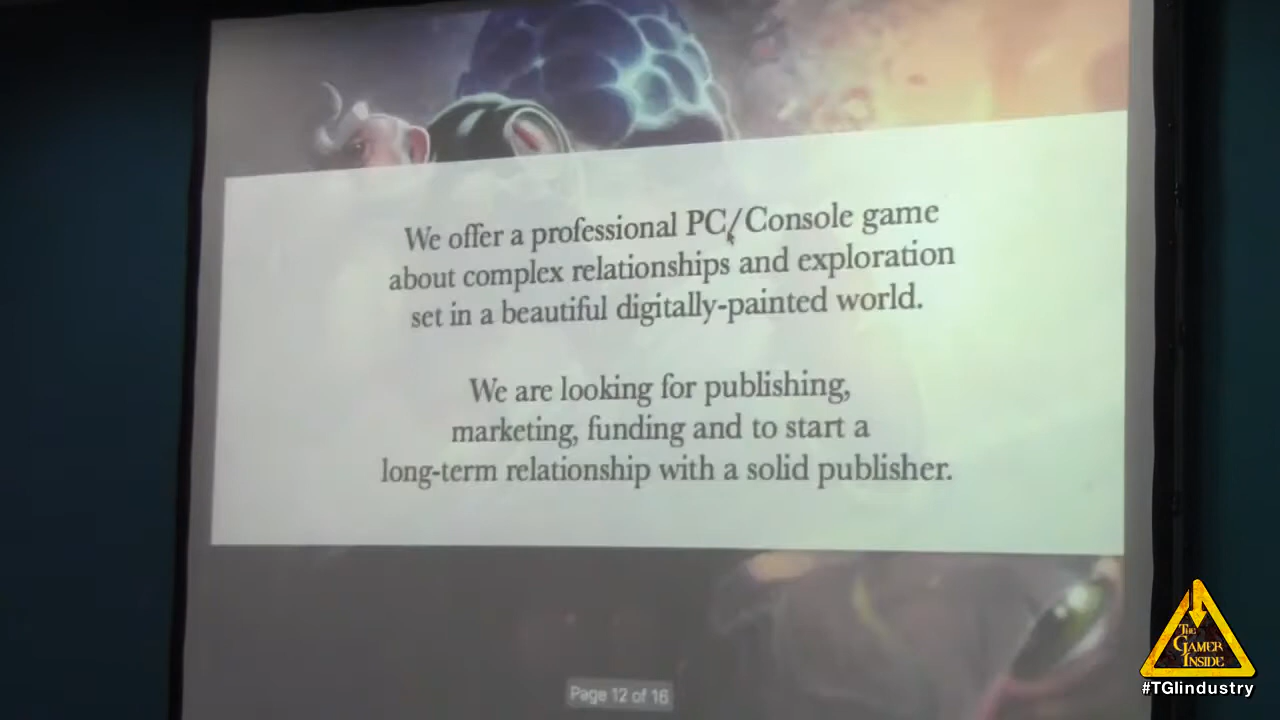 We offer a professional PC/Console game
about complex relationships and exploration
set in a beautiful digitally-painted world.
We are looking for publishing,
marketing, funding and to start a
long-term relationship with a solid publisher.
Page 12 of 16
THE
GAMER
INSIDE
#TGIindustry